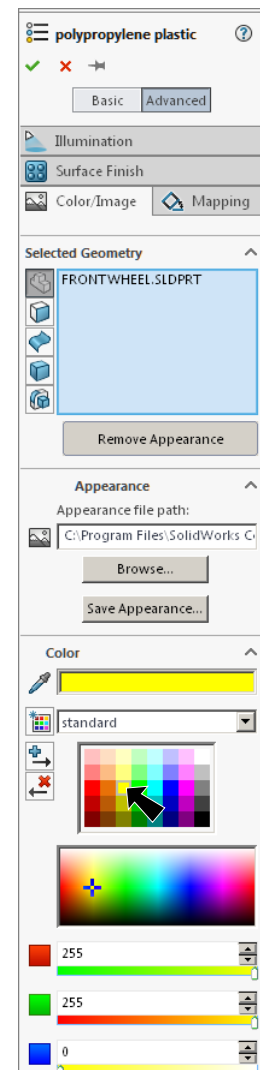 polypropylene plastic
Basic Advanced
Illumination
Surface Finish
Color/Image Mapping
Selected Geometry
FRONTWHEEL.SLDPRT
Remove Appearance
Appearance
Appearance file path:
C:\Program Files\SolidWorks C
Browse...
Save Appearance...
Color
standard
255
255
0